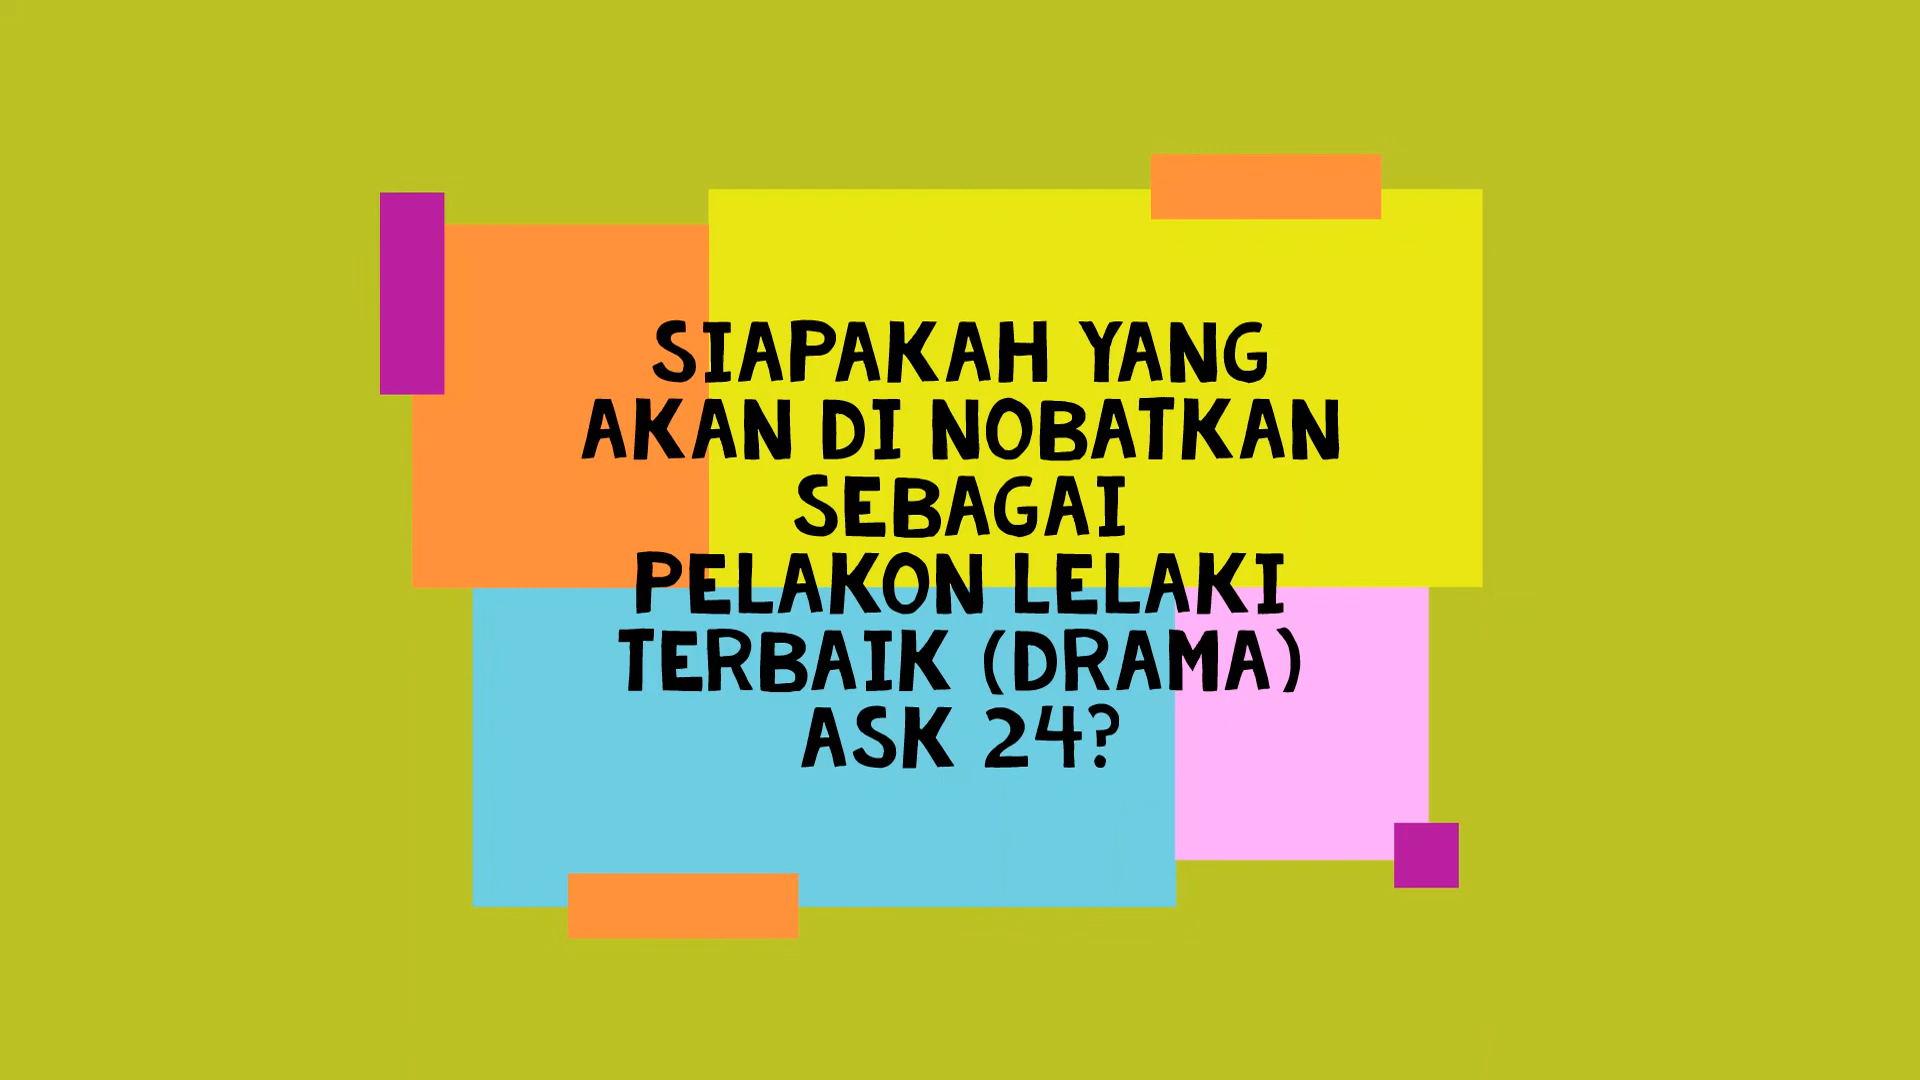 SIAPAKAH YANG
AKAN DI NOBATKAN
SEBAGAI
PELAKON LELAKI
TERBAIK (DRAMA)
ASK 24?